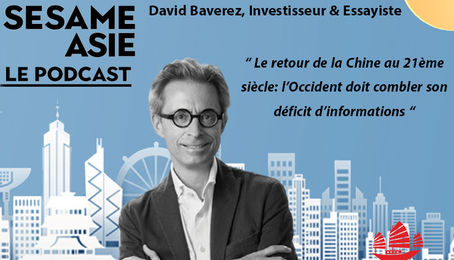 SESAME
ASIE
LE PODCAST
David Baverez, Investisseur & Essayiste
“ Le retour de la Chine au 21ème
siècle: l’Occident doit combler son
déficit d’informations “